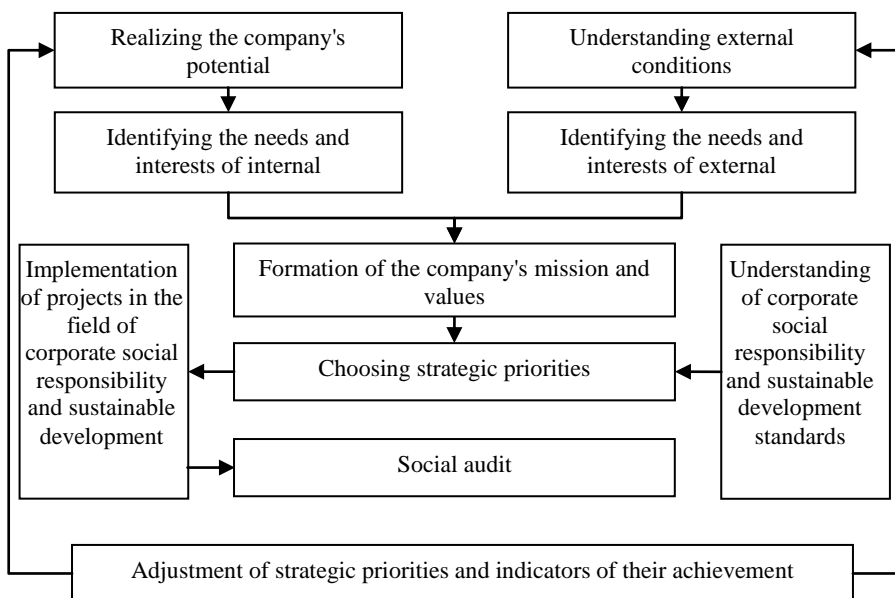 Realizing the company's
potential
Understanding external
conditions
Identifying the needs and
interests of internal
Identifying the needs and
interests of external
Implementation
of projects in the
field of
corporate social
responsibility
and sustainable
development
Formation of the company's mission and
values
Understanding
of corporate
social
responsibility
and sustainable
development
standards
Choosing strategic priorities
Social audit
Adjustment of strategic priorities and indicators of their achievement